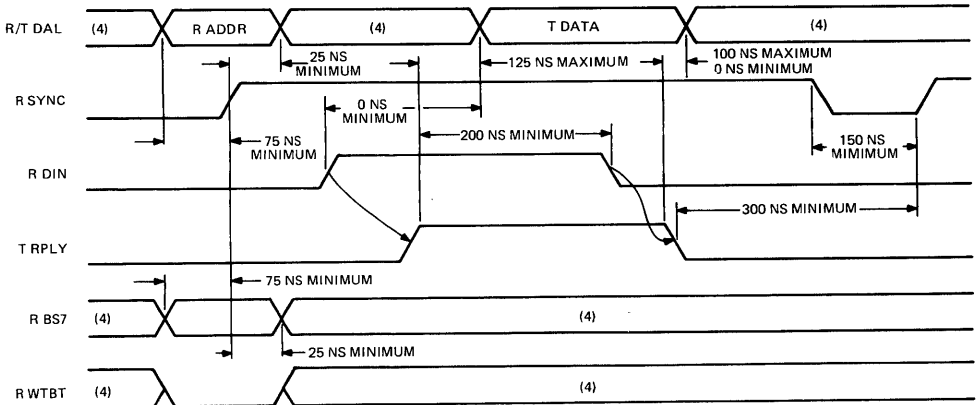 R/T DAL (4) R ADDR (4) T DATA (4)
25 NS
MINIMUM
125 NS MAXIMUM
100 NS MAXIMUM
0 NS MINIMUM
R SYNC
0 NS
MINIMUM
75 NS
MINIMUM
200 NS MINIMUM
150 NS
MIMIMUM
R DIN
300 NS MINIMUM
T RPLY
75 NS MINIMUM
R BS7 (4) (4)
25 NS MINIMUM
R WTBT (4) (4)